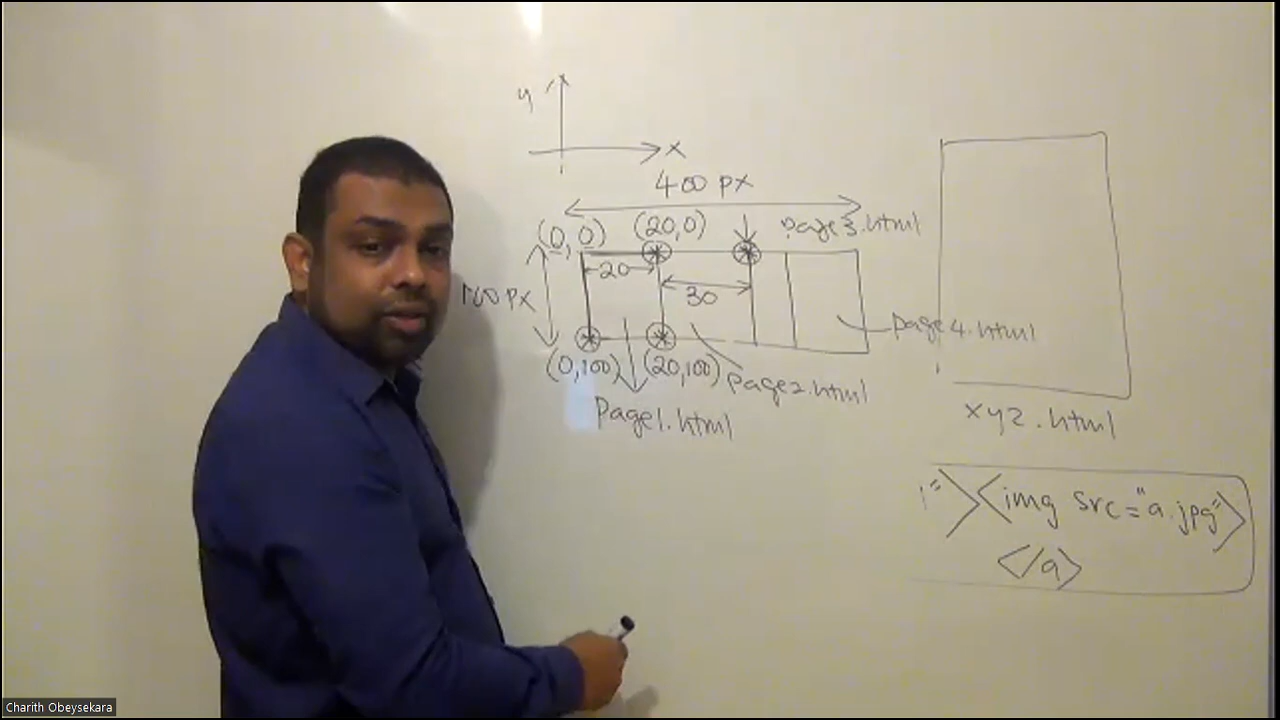 y
x
400 px
(0, 0) (20,0) page3.html
20
30
100 px
page4.html
(0,100) (20,100) page2.html
page1.html
xyz.html
"><img src="a.jpg">
</a>
Charith Obeysekara